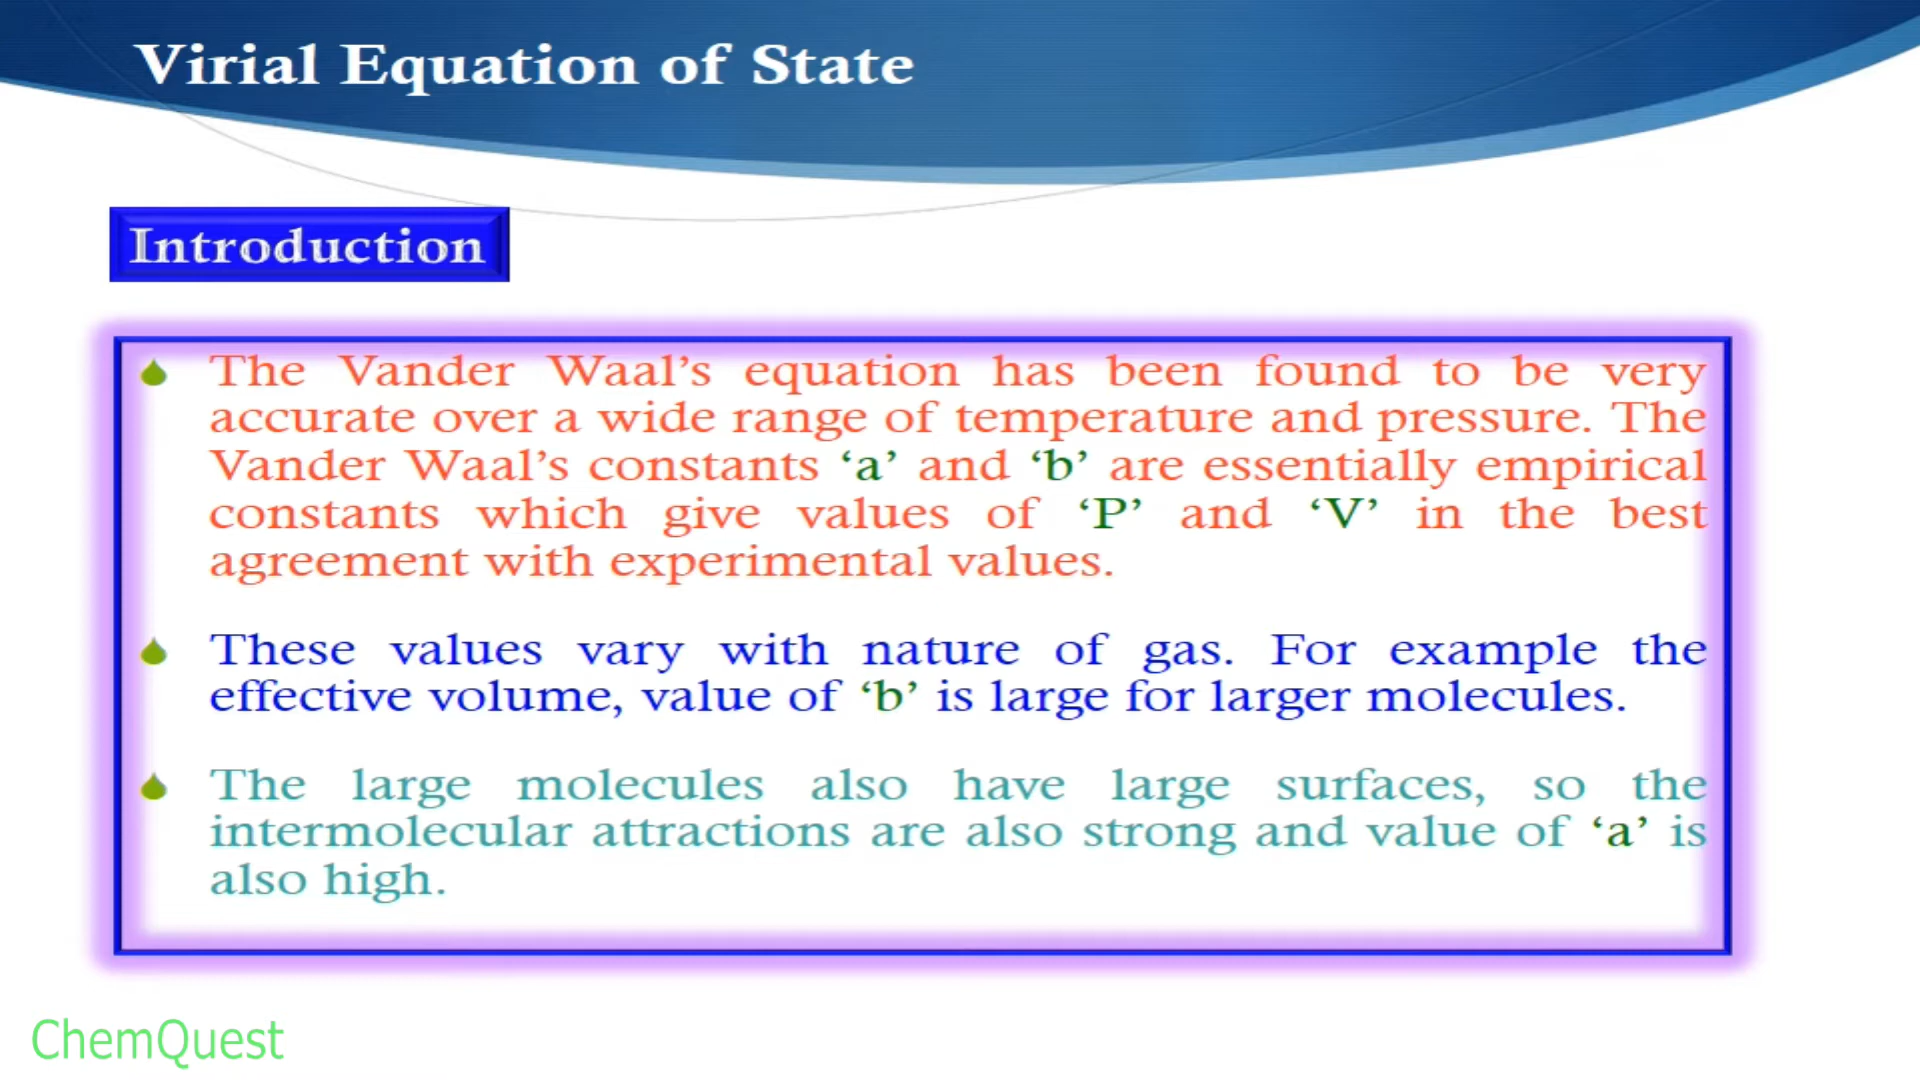 Virial Equation of State
Introduction
The Vander Waal’s equation has been found to be very
accurate over a wide range of temperature and pressure. The
Vander Waal’s constants ‘a’ and ‘b’ are essentially empirical
constants which give values of ‘P’ and ‘V’ in the best
agreement with experimental values.
These values vary with nature of gas. For example the
effective volume, value of ‘b’ is large for larger molecules.
The large molecules also have large surfaces, so the
intermolecular attractions are also strong and value of ‘a’ is
also high.
ChemQuest